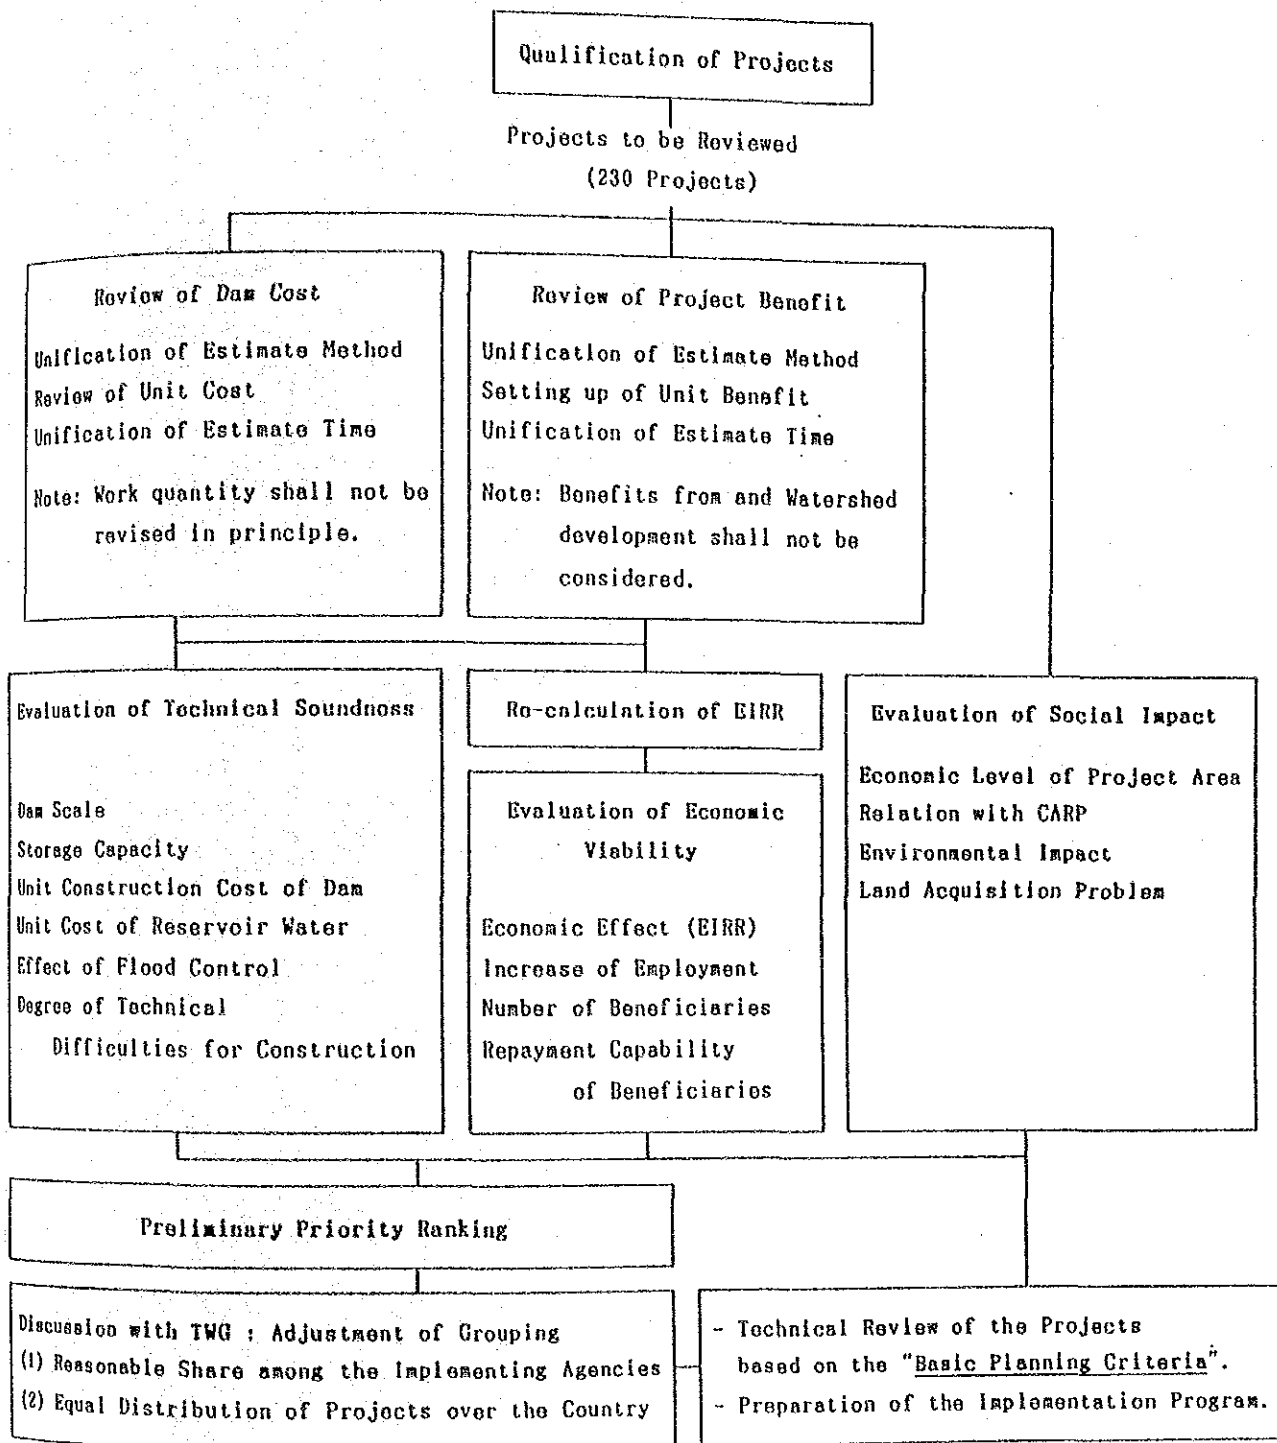 Qualification of Projects
Projects to be Reviewed
(230 Projects)
Review of Dam Cost
Unification of Estimate Method
Review of Unit Cost
Unification of Estimate Time
Note: Work quantity shall not be
revised in principle.
Review of Project Benefit
Unification of Estimate Method
Setting up of Unit Benefit
Unification of Estimate Time
Note: Benefits from and Watershed
development shall not be
considered.
Evaluation of Technical Soundness
Dam Scale
Storage Capacity
Unit Construction Cost of Dam
Unit Cost of Reservoir Water
Effect of Flood Control
Degree of Technical
Difficulties for Construction
Re-calculation of EIRR
Evaluation of Economic
Viability
Economic Effect (EIRR)
Increase of Employment
Number of Beneficiaries
Repayment Capability
of Beneficiaries
Evaluation of Social Impact
Economic Level of Project Area
Relation with CARP
Environmental Impact
Land Acquisition Problem
Preliminary Priority Ranking
Discussion with TWG : Adjustment of Grouping
(1) Reasonable Share among the Implementing Agencies
(2) Equal Distribution of Projects over the Country
- Technical Review of the Projects
based on the "Basic Planning Criteria".
- Preparation of the Implementation Program.